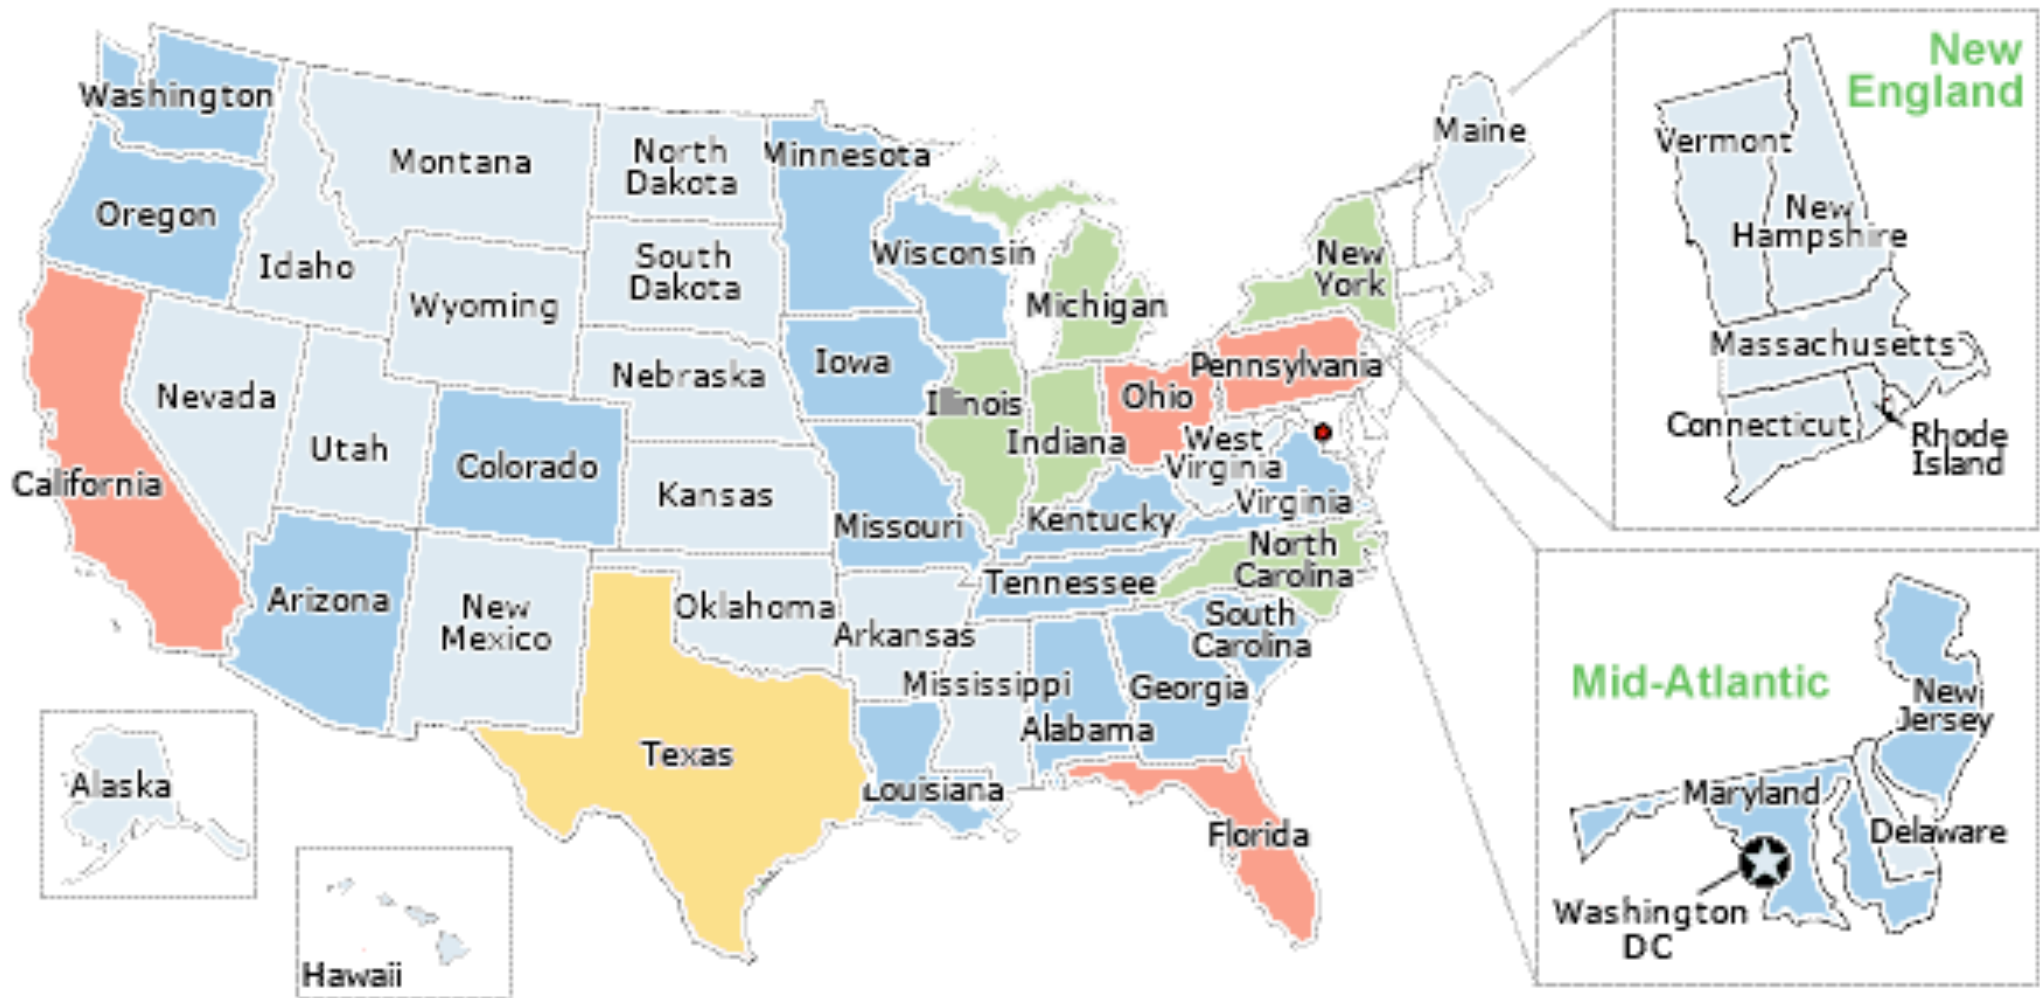 Washington
Oregon
California
Idaho
Nevada
Montana
Wyoming
Utah
Arizona
Colorado
New
Mexico
North
Dakota
South
Dakota
Nebraska
Kansas
Oklahoma
Texas
Minnesota
Iowa
Missouri
Arkansas
Louisiana
Wisconsin
Illinois
Michigan
Indiana
Ohio
Kentucky
Tennessee
Mississippi
Alabama
Georgia
Florida
South
Carolina
North
Carolina
Virginia
West
Virginia
Pennsylvania
New
York
Maine
Alaska
Hawaii
New
England
Vermont
New
Hampshire
Massachusetts
Connecticut
Rhode
Island
Mid-Atlantic
New
Jersey
Maryland
Delaware
Washington
DC